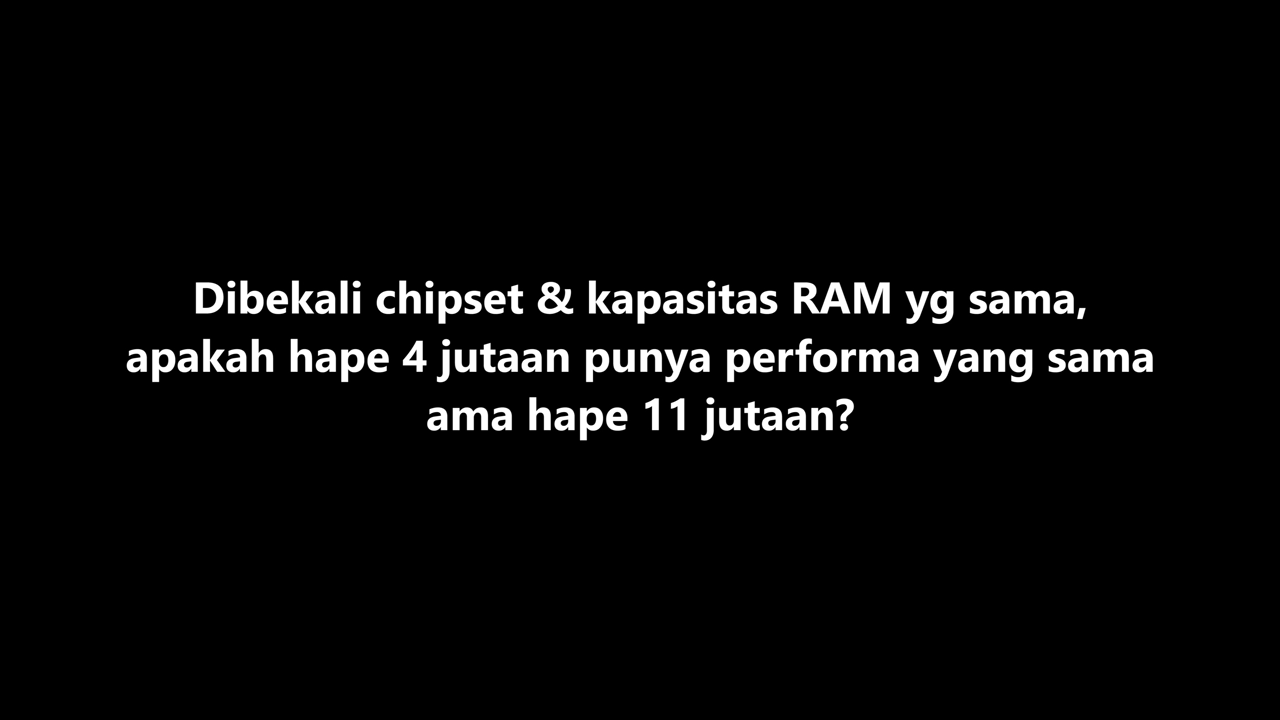 Dibekali chipset & kapasitas RAM yg sama,
apakah hape 4 jutaan punya performa yang sama
ama hape 11 jutaan?